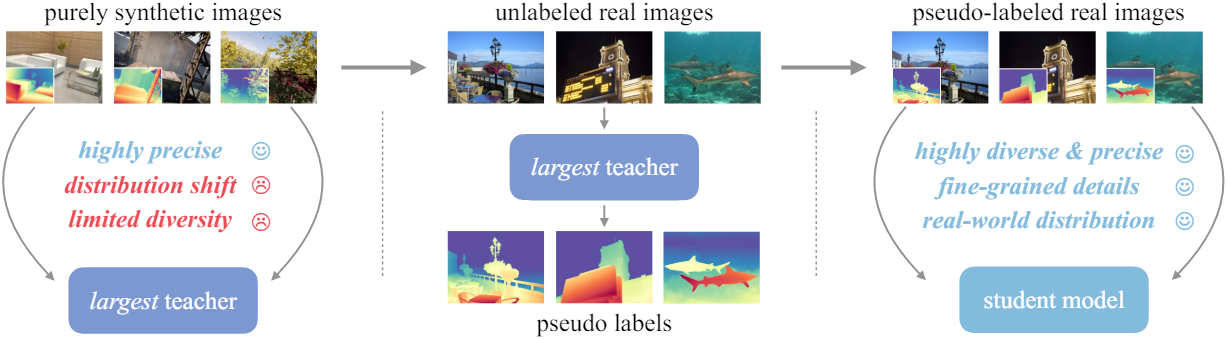 purely synthetic images
unlabeled real images
pseudo-labeled real images
highly precise
distribution shift
limited diversity
largest teacher
largest teacher
pseudo labels
highly diverse & precise
fine-grained details
real-world distribution
student model